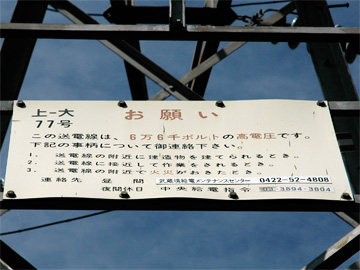 上ー大
77号
お願い
この送電線は、6万6千ボルトの高電圧です。
下記の事柄について御連絡下さい。
1. 送電線の附近に建造物を建てられるとき。
2. 送電線に接近して作業をされるとき。
3. 送電線の附近で火災がおきたとき。
連絡先 昼間 武蔵境給電メンテナンスセンター 0422-52-4808
夜間休日 中央給電指令 ☎ 3894-3804